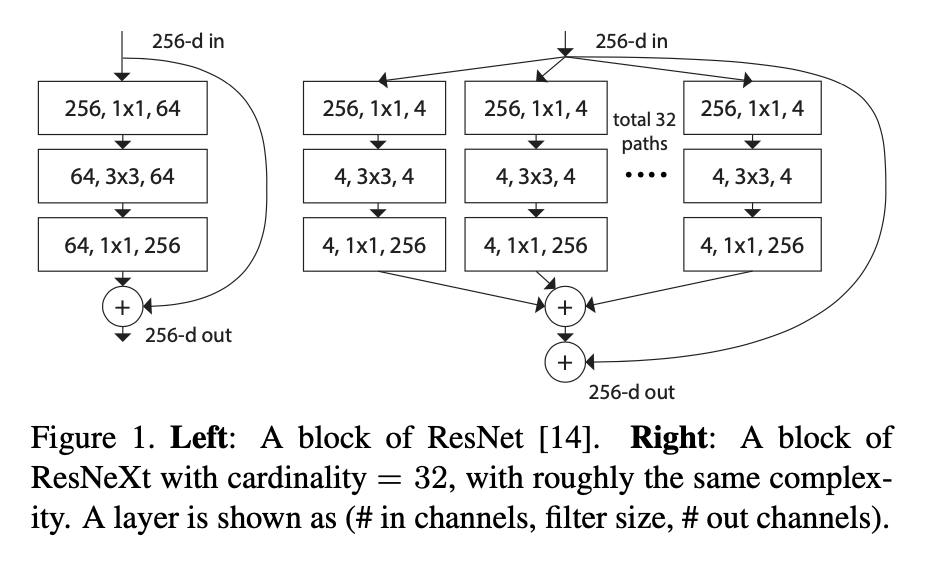 256-d in
256, 1x1, 64
64, 3x3, 64
64, 1x1, 256
+
256-d out
256-d in
256, 1x1, 4
256, 1x1, 4
total 32
paths
....
256, 1x1, 4
4, 3x3, 4
4, 3x3, 4
4, 3x3, 4
4, 1x1, 256
4, 1x1, 256
4, 1x1, 256
+
+
256-d out
Figure 1. Left: A block of ResNet [14]. Right: A block of
ResNeXt with cardinality = 32, with roughly the same complex-
ity. A layer is shown as (# in channels, filter size, # out channels).